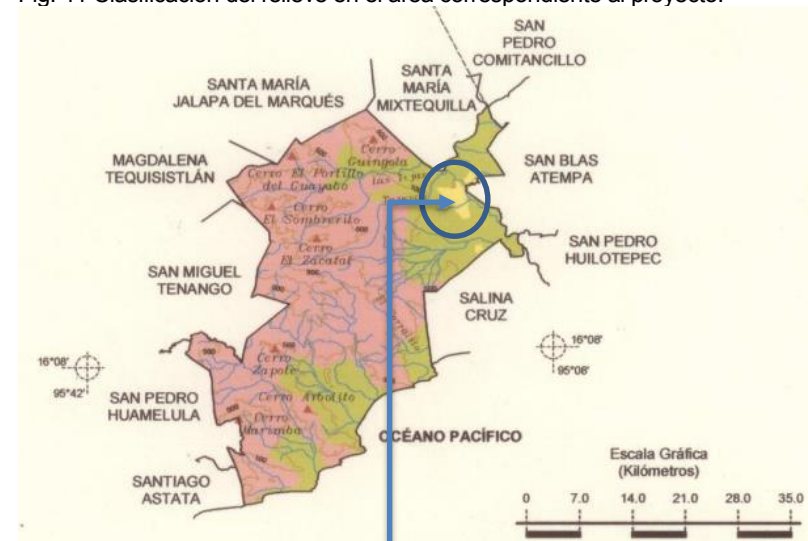 SAN
PEDRO
COMITANCILLO
SANTA
MARÍA
MIXTEQUILLA
SANTA MARÍA
JALAPA DEL MARQUÉS
MAGDALENA
TEQUISISTLÁN
SAN BLAS
ATEMPA
Cerro
Guingola
Cerro El Portillo
del Guayabo
Cerro
El Sombrerito
Cerro
El Zacatal
SAN PEDRO
HUILOTEPEC
SAN MIGUEL
TENANGO
SALINA
CRUZ
16°08'
95°42'
16°08'
95°06'
Cerro
Zapote
Cerro Arbolito
Cerro
Marimba
SAN PEDRO
HUAMELULA
OCÉANO PACÍFICO
SANTIAGO
ASTATA
Escala Gráfica
(Kilómetros)
0 7.0 14.0 21.0 28.0 35.0